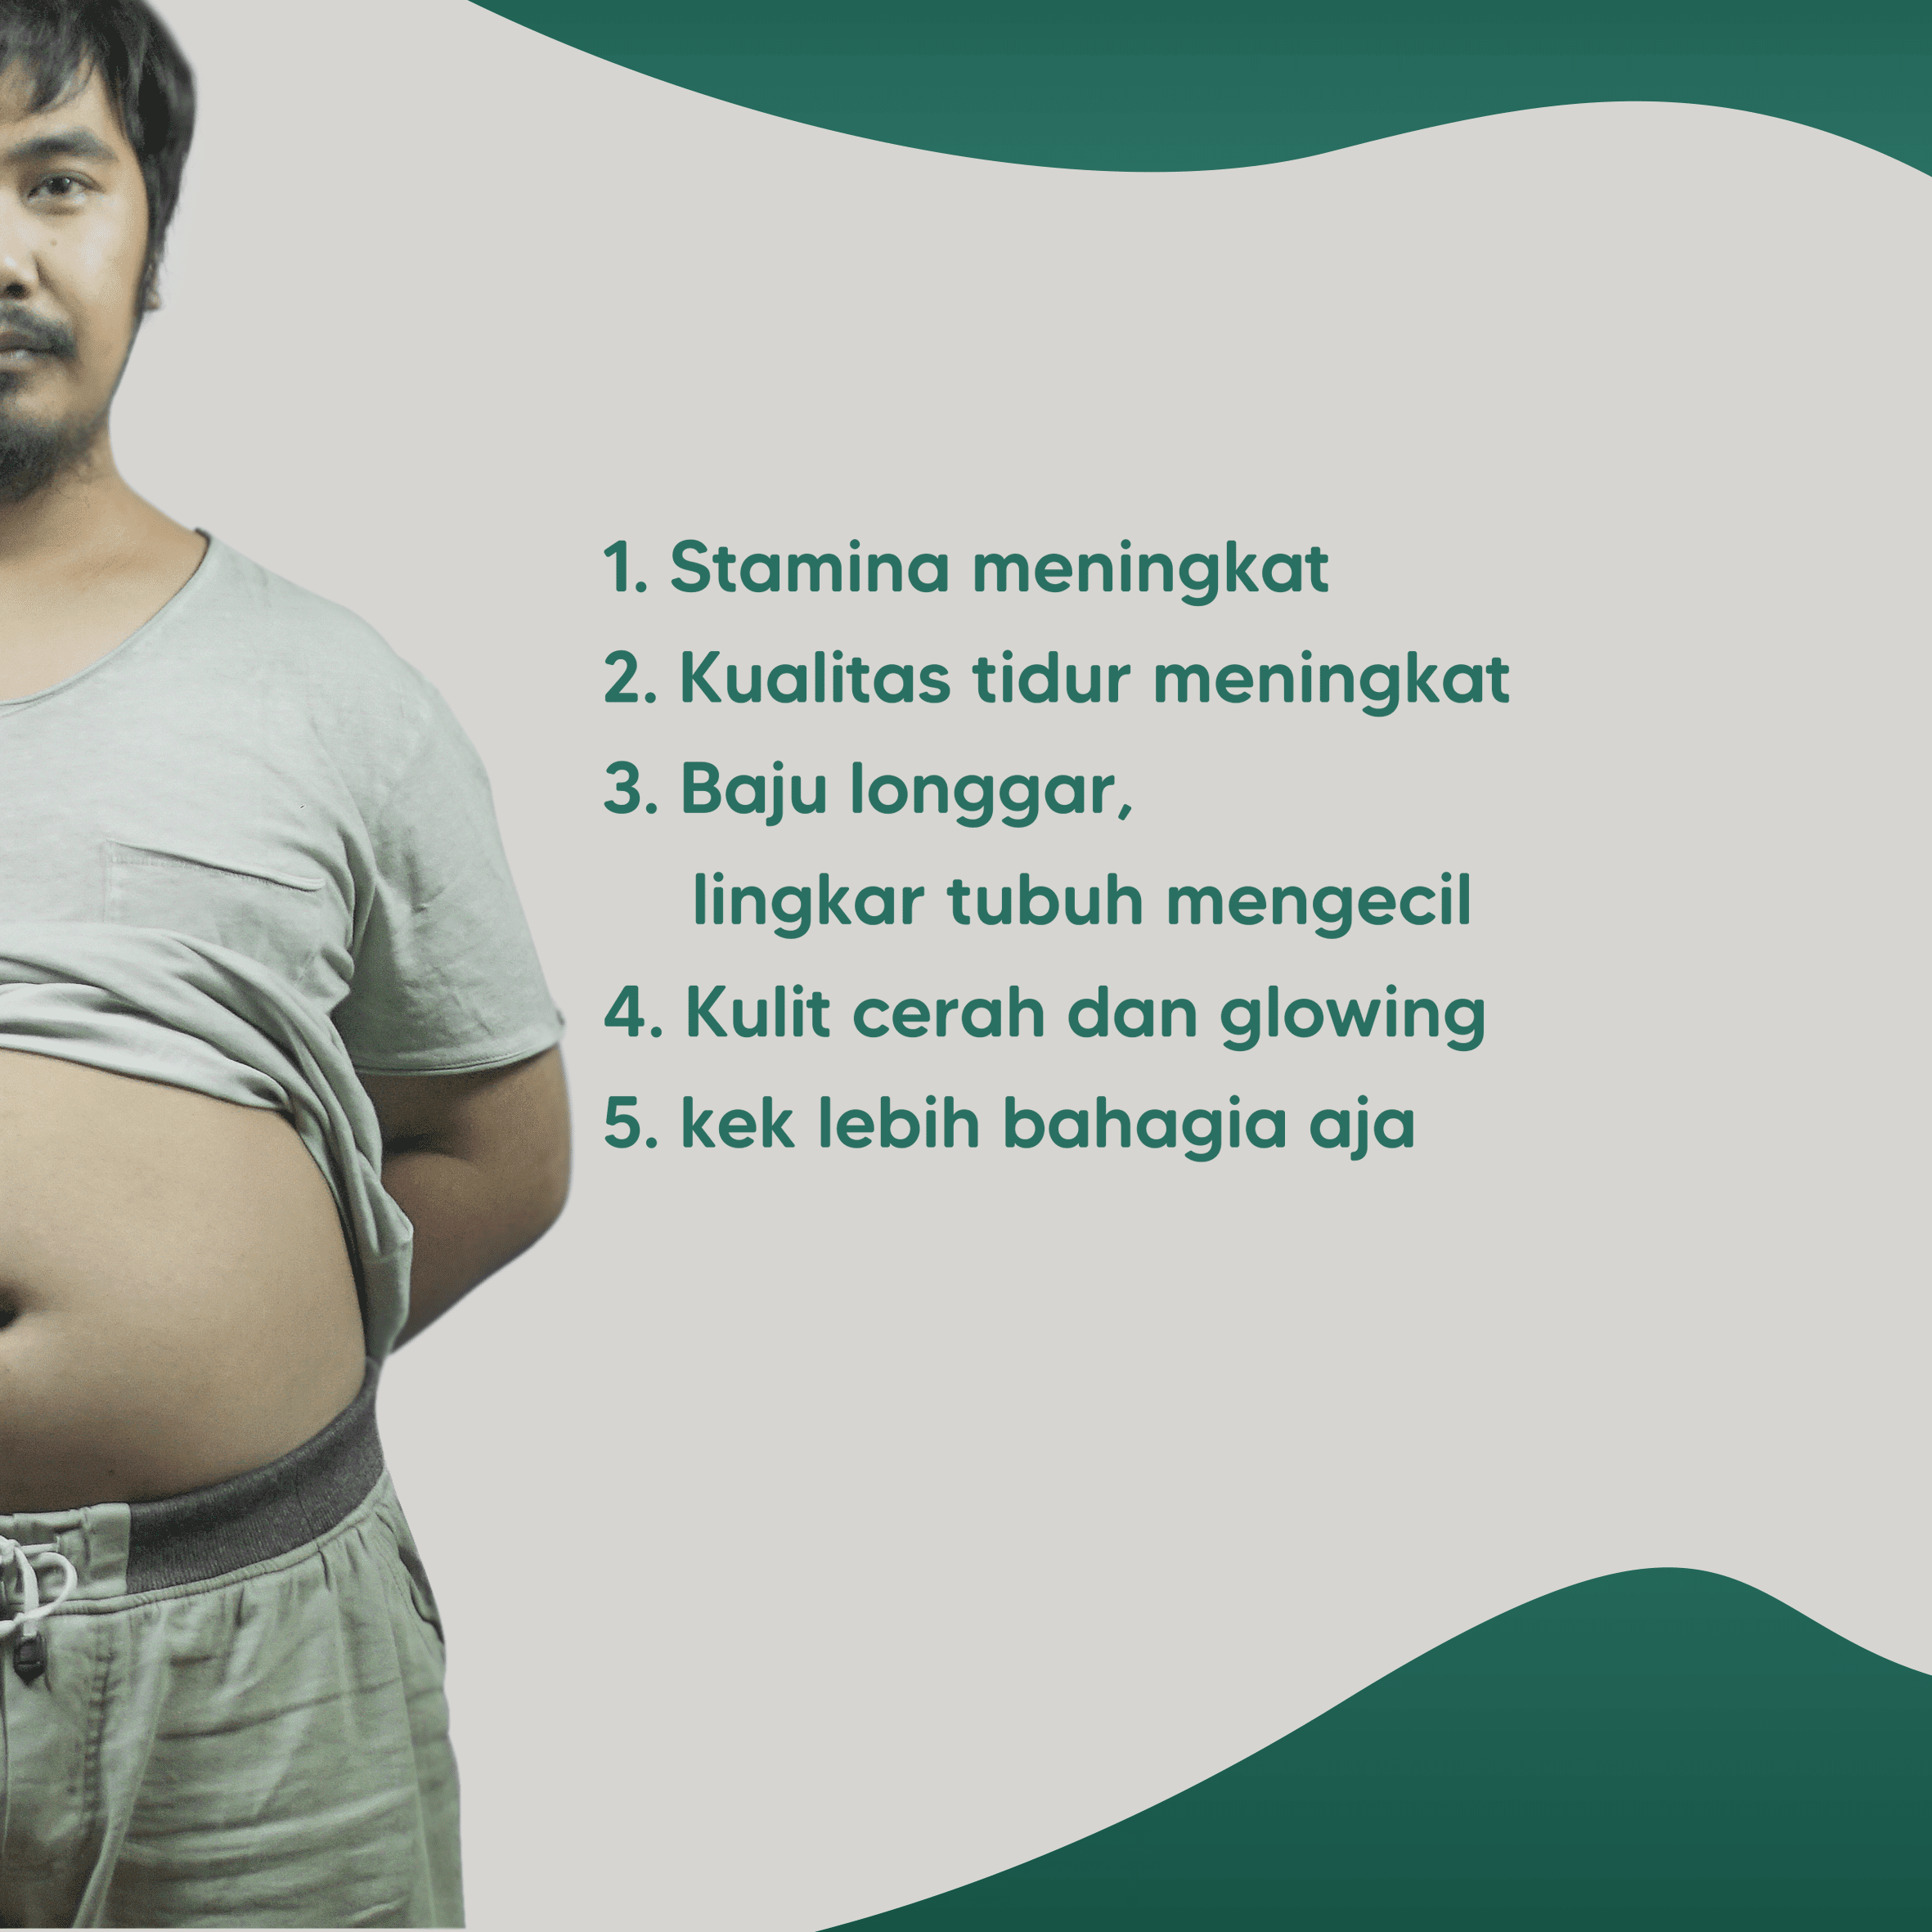 1. Stamina meningkat
2. Kualitas tidur meningkat
3. Baju longgar,
lingkar tubuh mengecil
4. Kulit cerah dan glowing
5. kek lebih bahagia aja